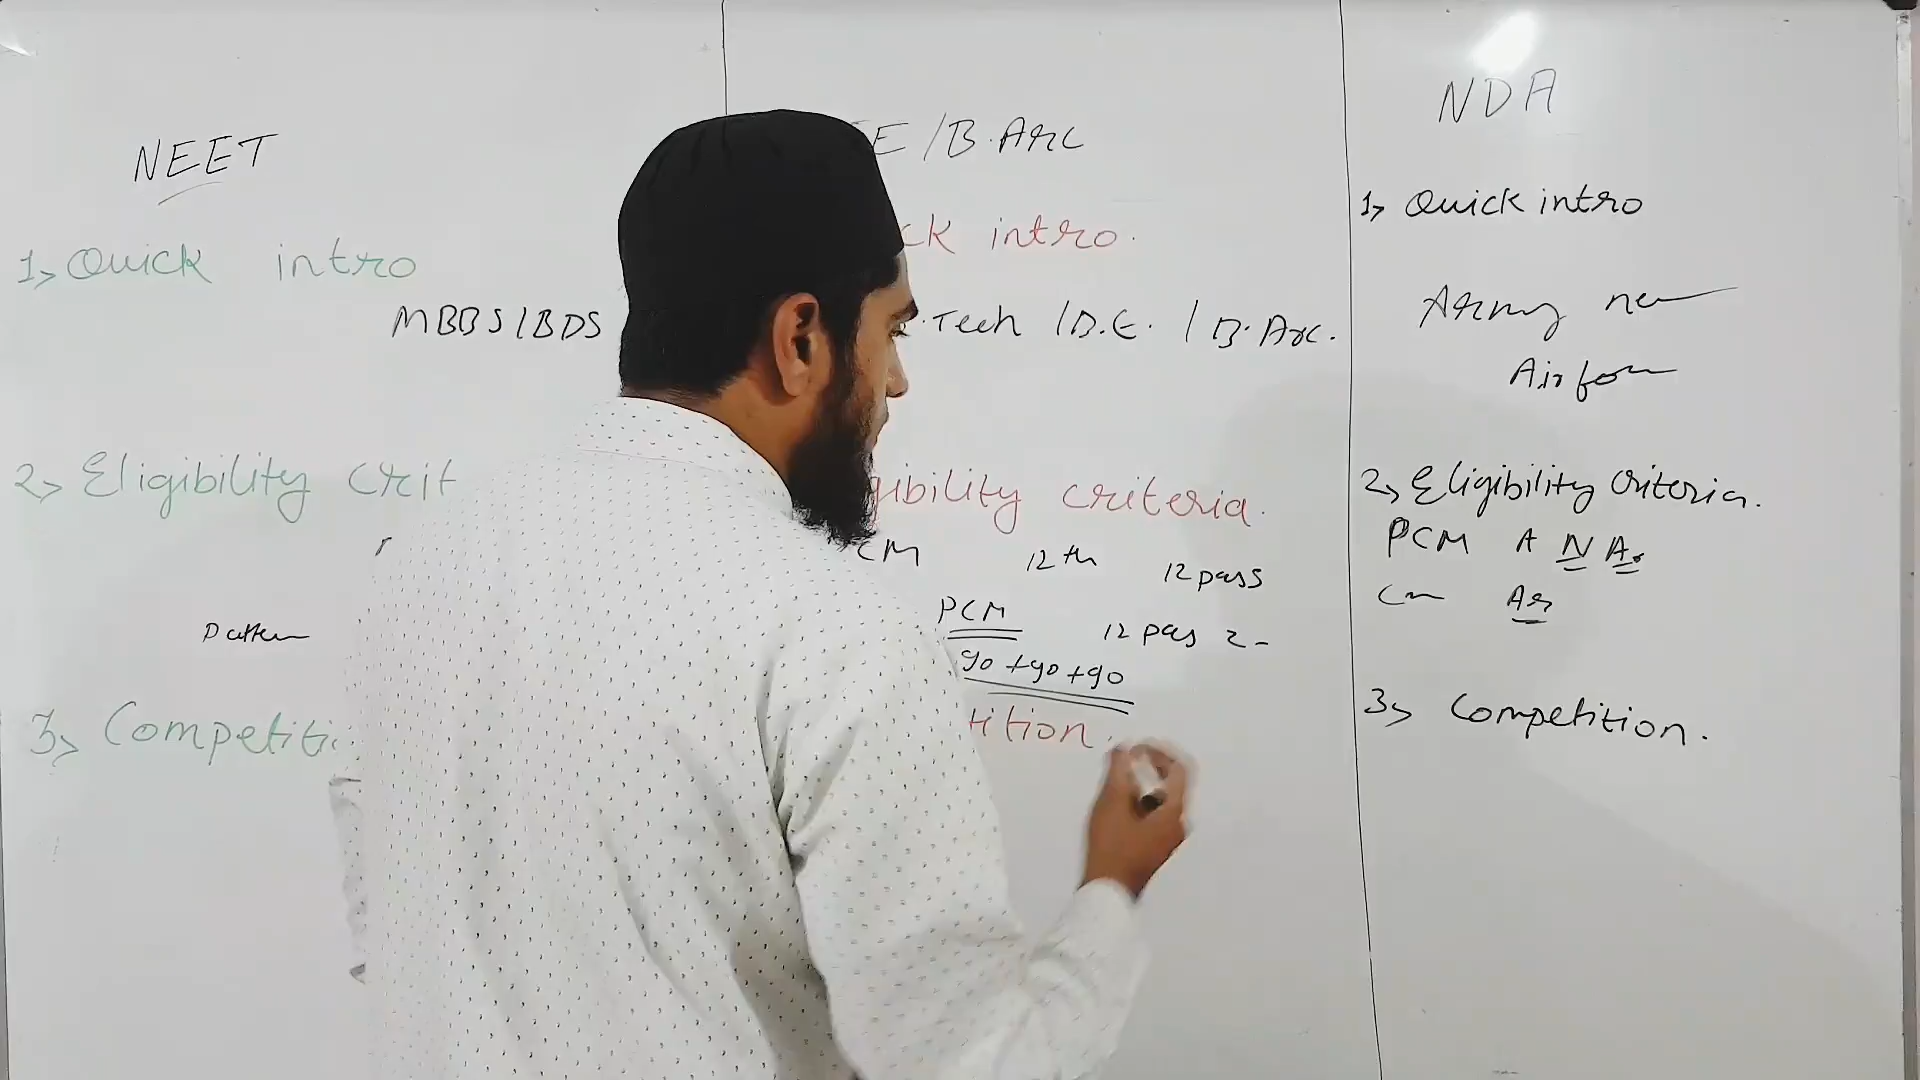 NEET
1> Quick intro
MBBS/BDS
2> Eligibility Crit
Pattern
3> Competiti
E/B.Arc
ck intro.
.Tech /B.E. / B.Arc.
gibility criteria.
CM 12th 12 pass
PCM 12 pas 2-
90+90+90
tition.
NDA
1> Quick intro
Army
Airfo
2> Eligibility Criteria.
PCM A N A
3> Competition.